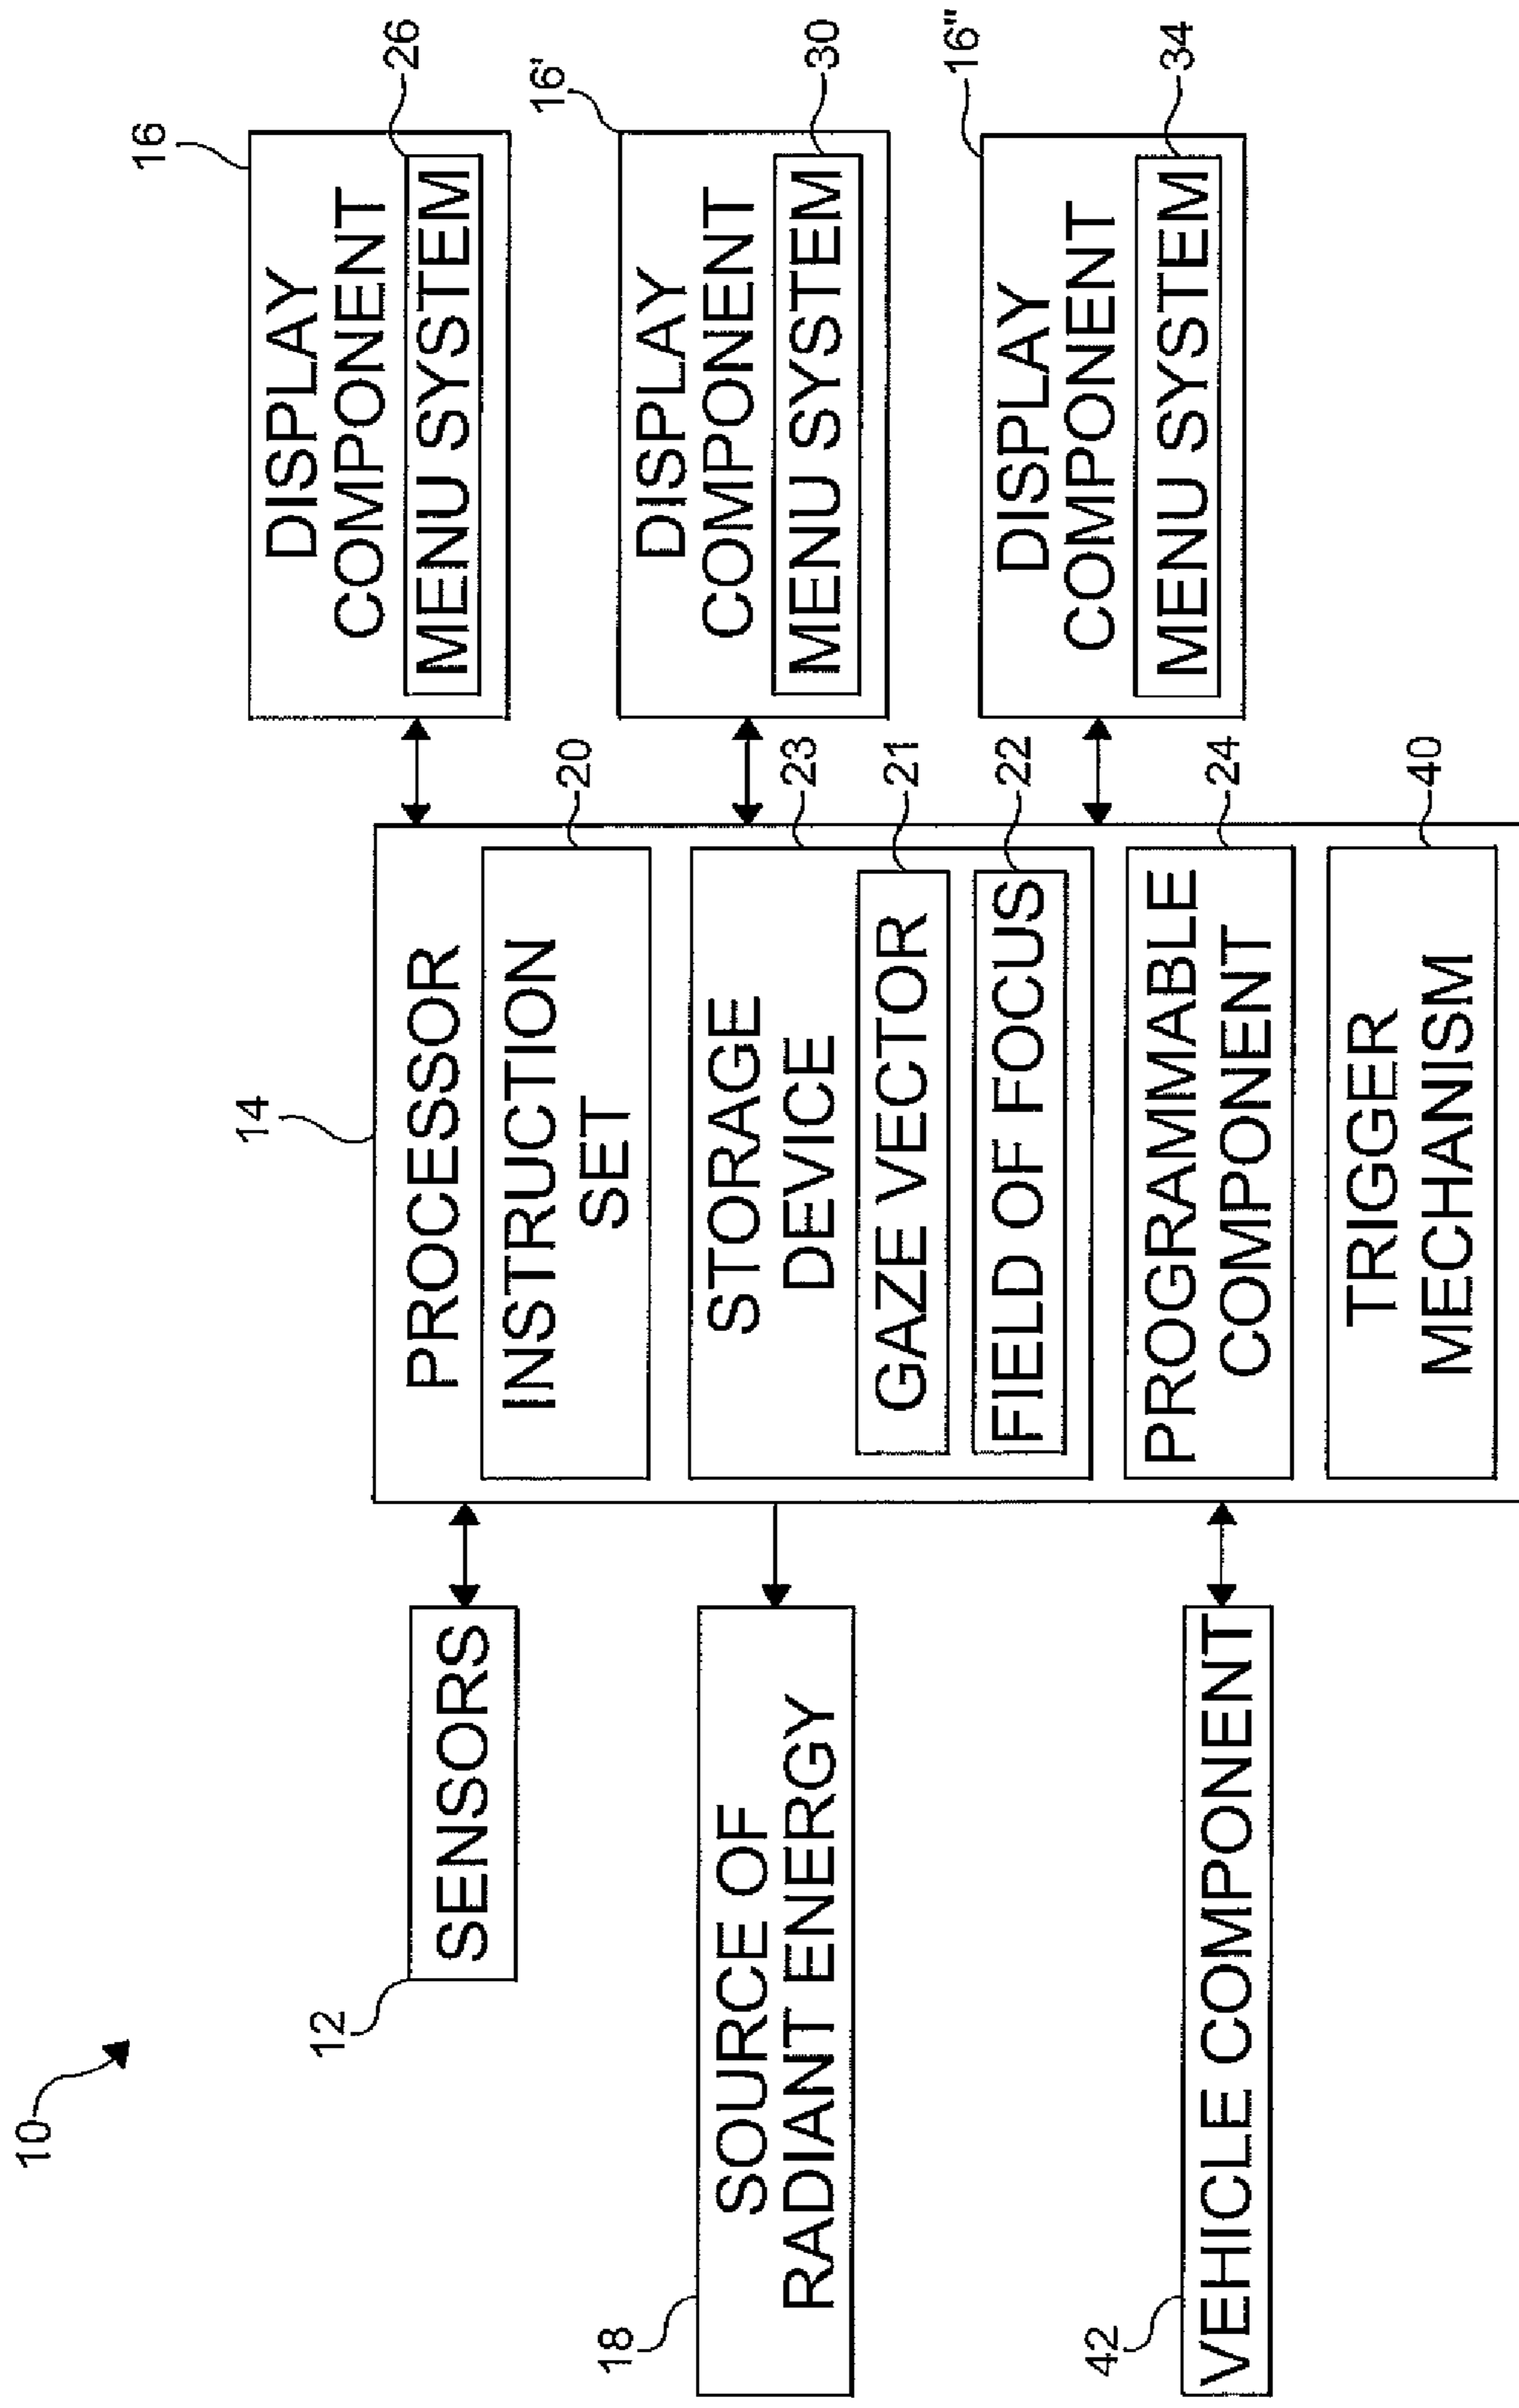 10
12
SENSORS
18
SOURCE OF
RADIANT ENERGY
42
VEHICLE COMPONENT
14
PROCESSOR
INSTRUCTION
SET
20
STORAGE
DEVICE
23
GAZE VECTOR
21
FIELD OF FOCUS
22
PROGRAMMABLE
COMPONENT
24
TRIGGER
MECHANISM
40
16
DISPLAY
COMPONENT
MENU SYSTEM
26
16'
DISPLAY
COMPONENT
MENU SYSTEM
30
16"
DISPLAY
COMPONENT
MENU SYSTEM
34